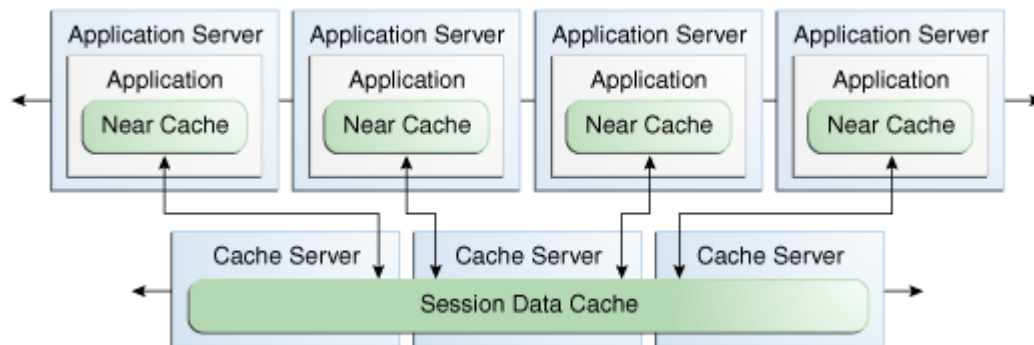 Application Server
Application Server
Application Server
Application Server
Application
Application
Application
Application
Near Cache
Near Cache
Near Cache
Near Cache
Cache Server
Cache Server
Cache Server
Session Data Cache